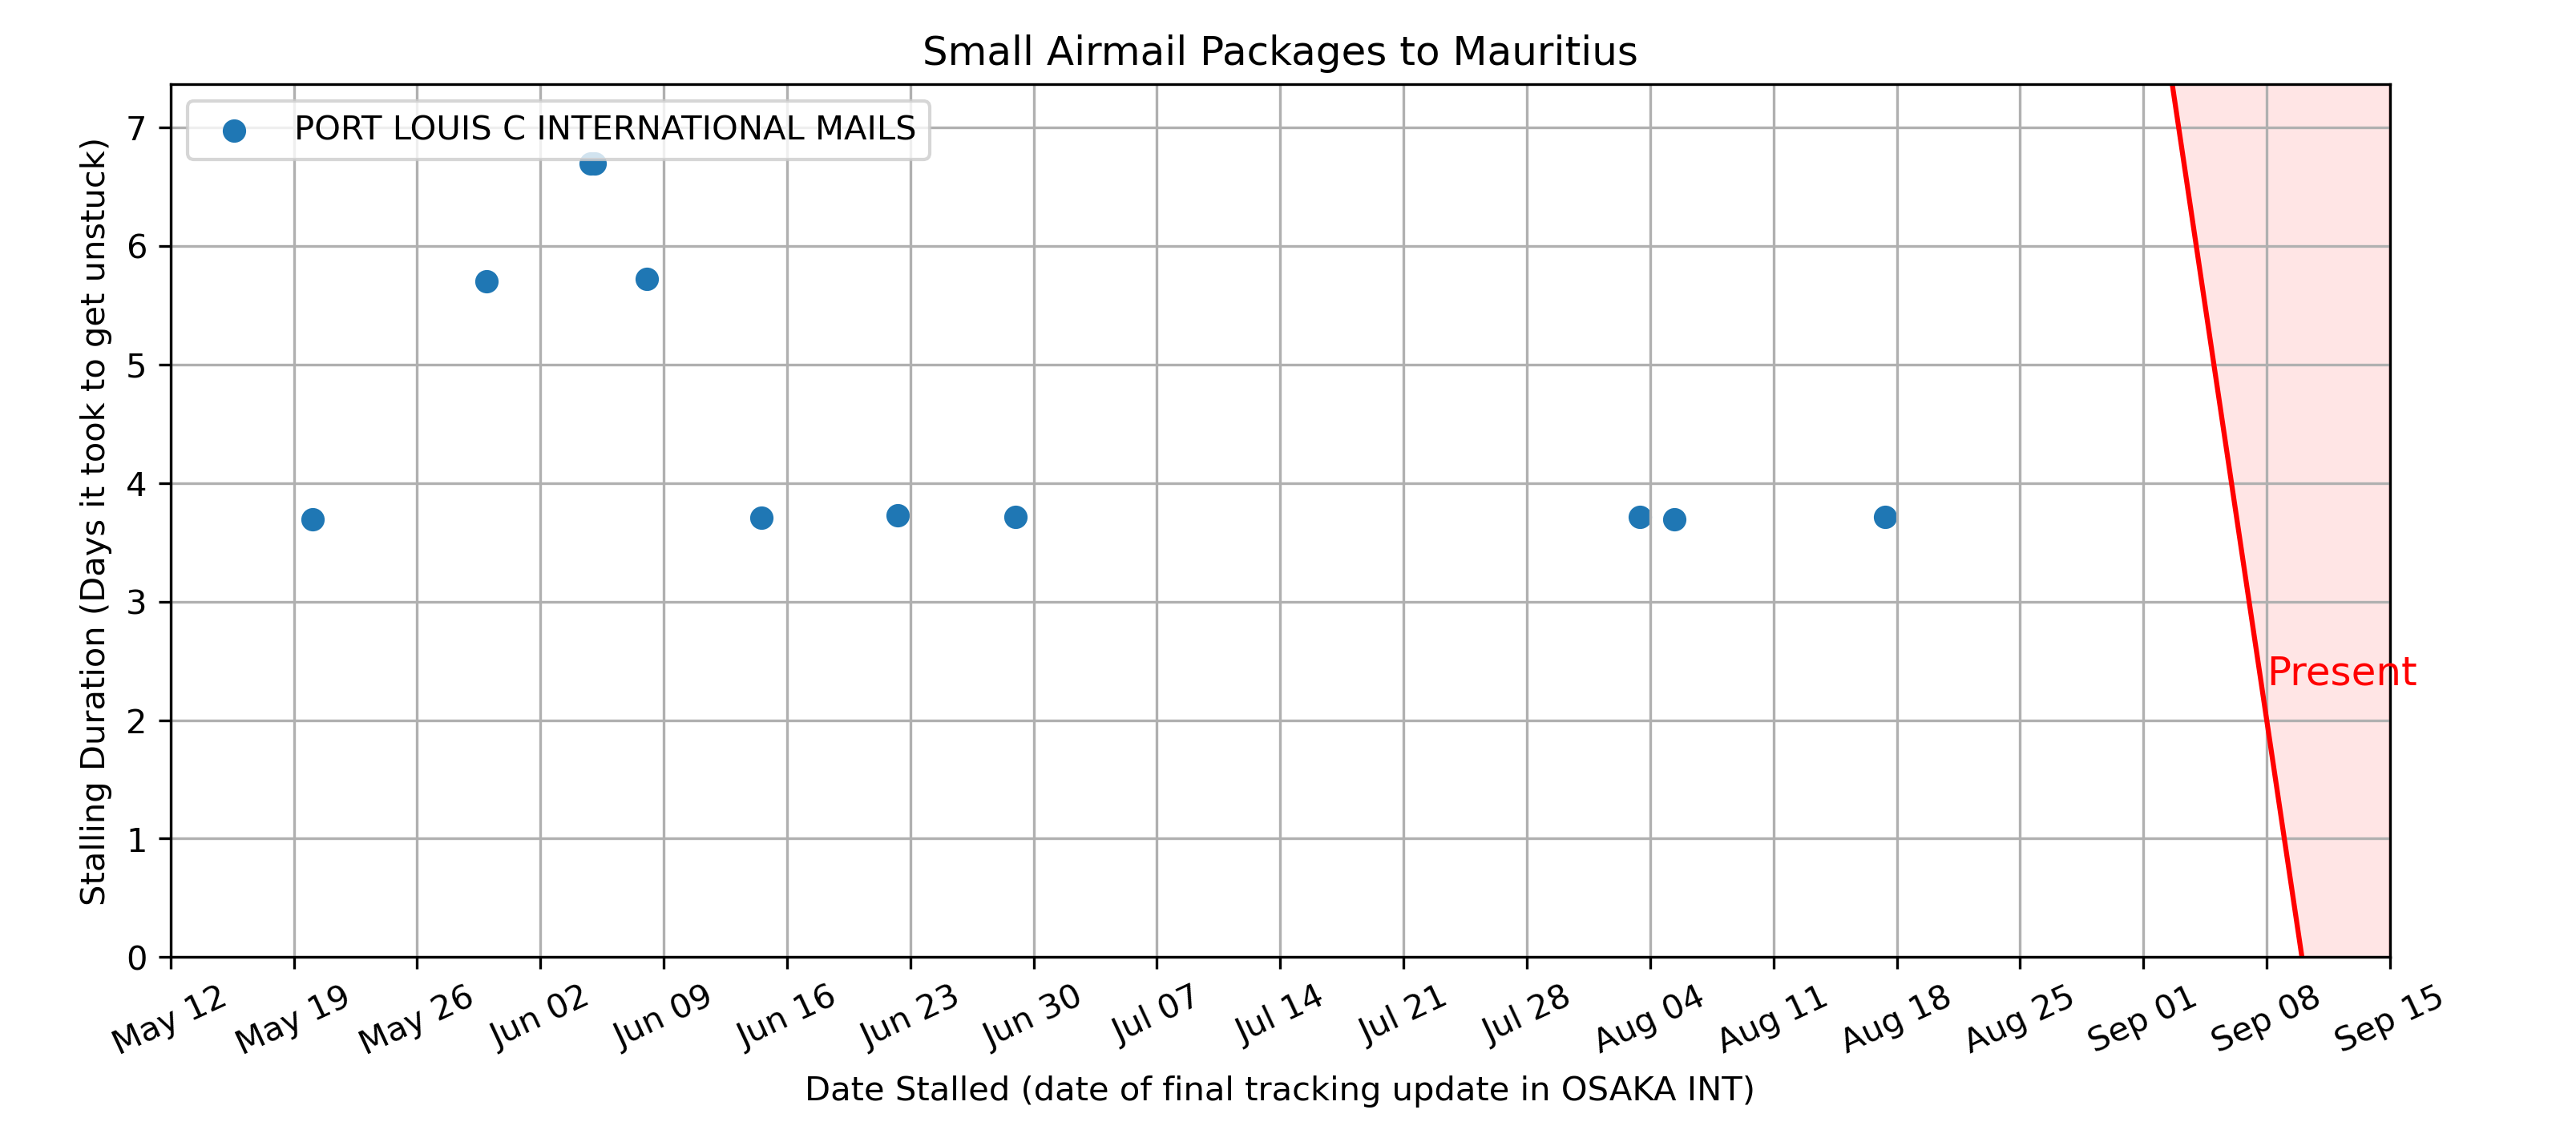 Small Airmail Packages to Mauritius
PORT LOUIS C INTERNATIONAL MAILS
Stalling Duration (Days it took to get unstuck)
7
6
5
4
3
2
1
0
Present
May 12
May 19
May 26
Jun 02
Jun 09
Jun 16
Jun 23
Jun 30
Jul 07
Jul 14
Jul 21
Jul 28
Aug 04
Aug 11
Aug 18
Aug 25
Sep 01
Sep 08
Sep 15
Date Stalled (date of final tracking update in OSAKA INT)